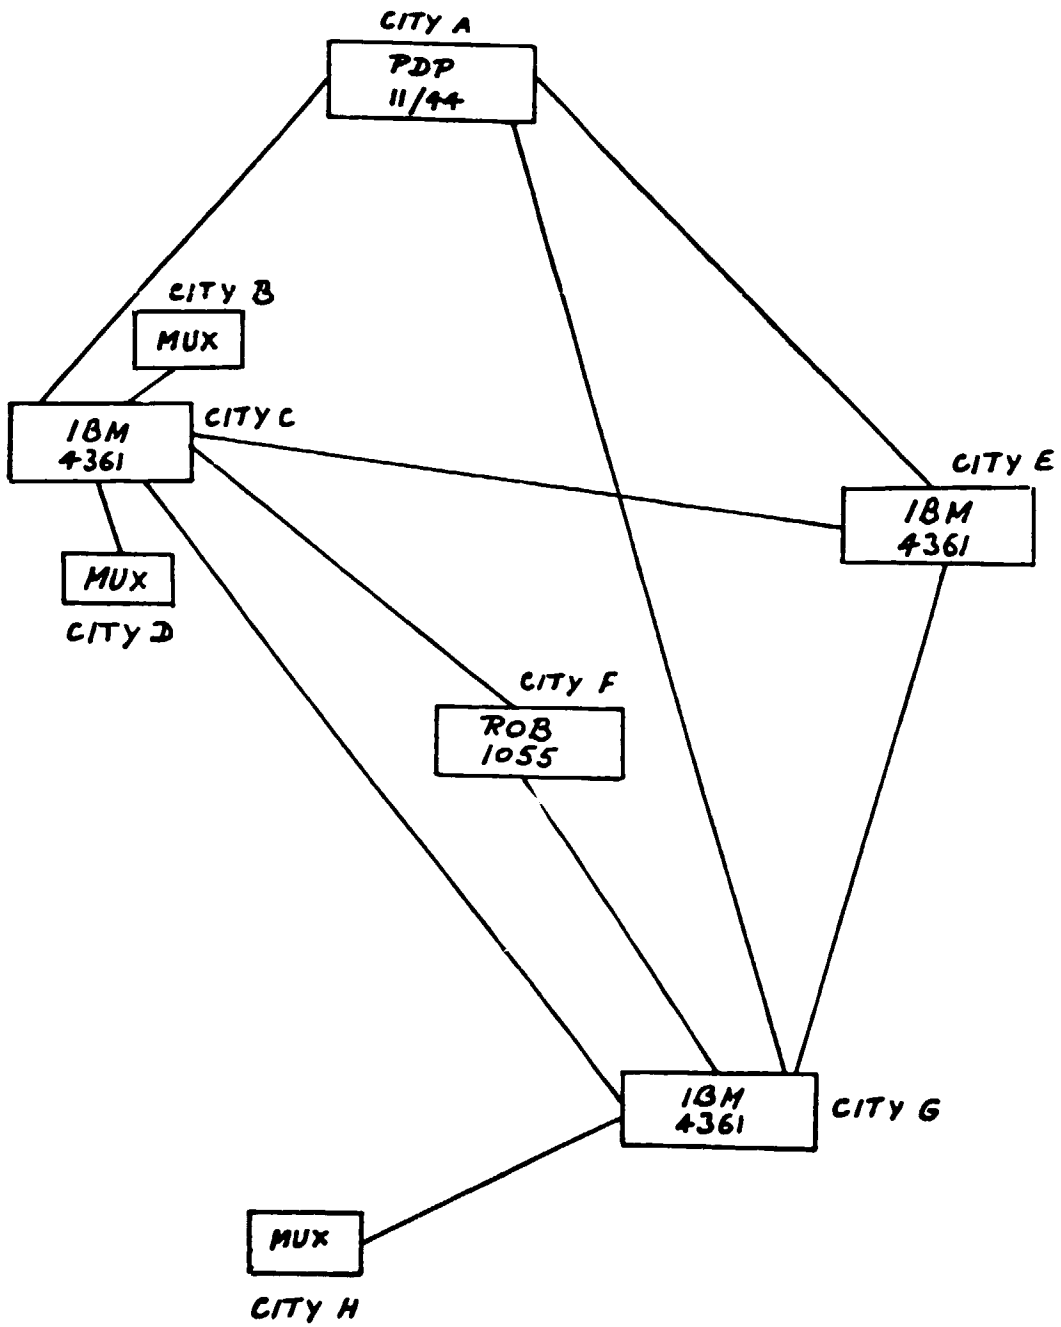 CITY A
PDP
11/44
CITY B
MUX
CITY C
IBM
4361
CITY E
IBM
4361
MUX
CITY D
CITY F
ROB
1055
IBM
4361
CITY G
MUX
CITY H